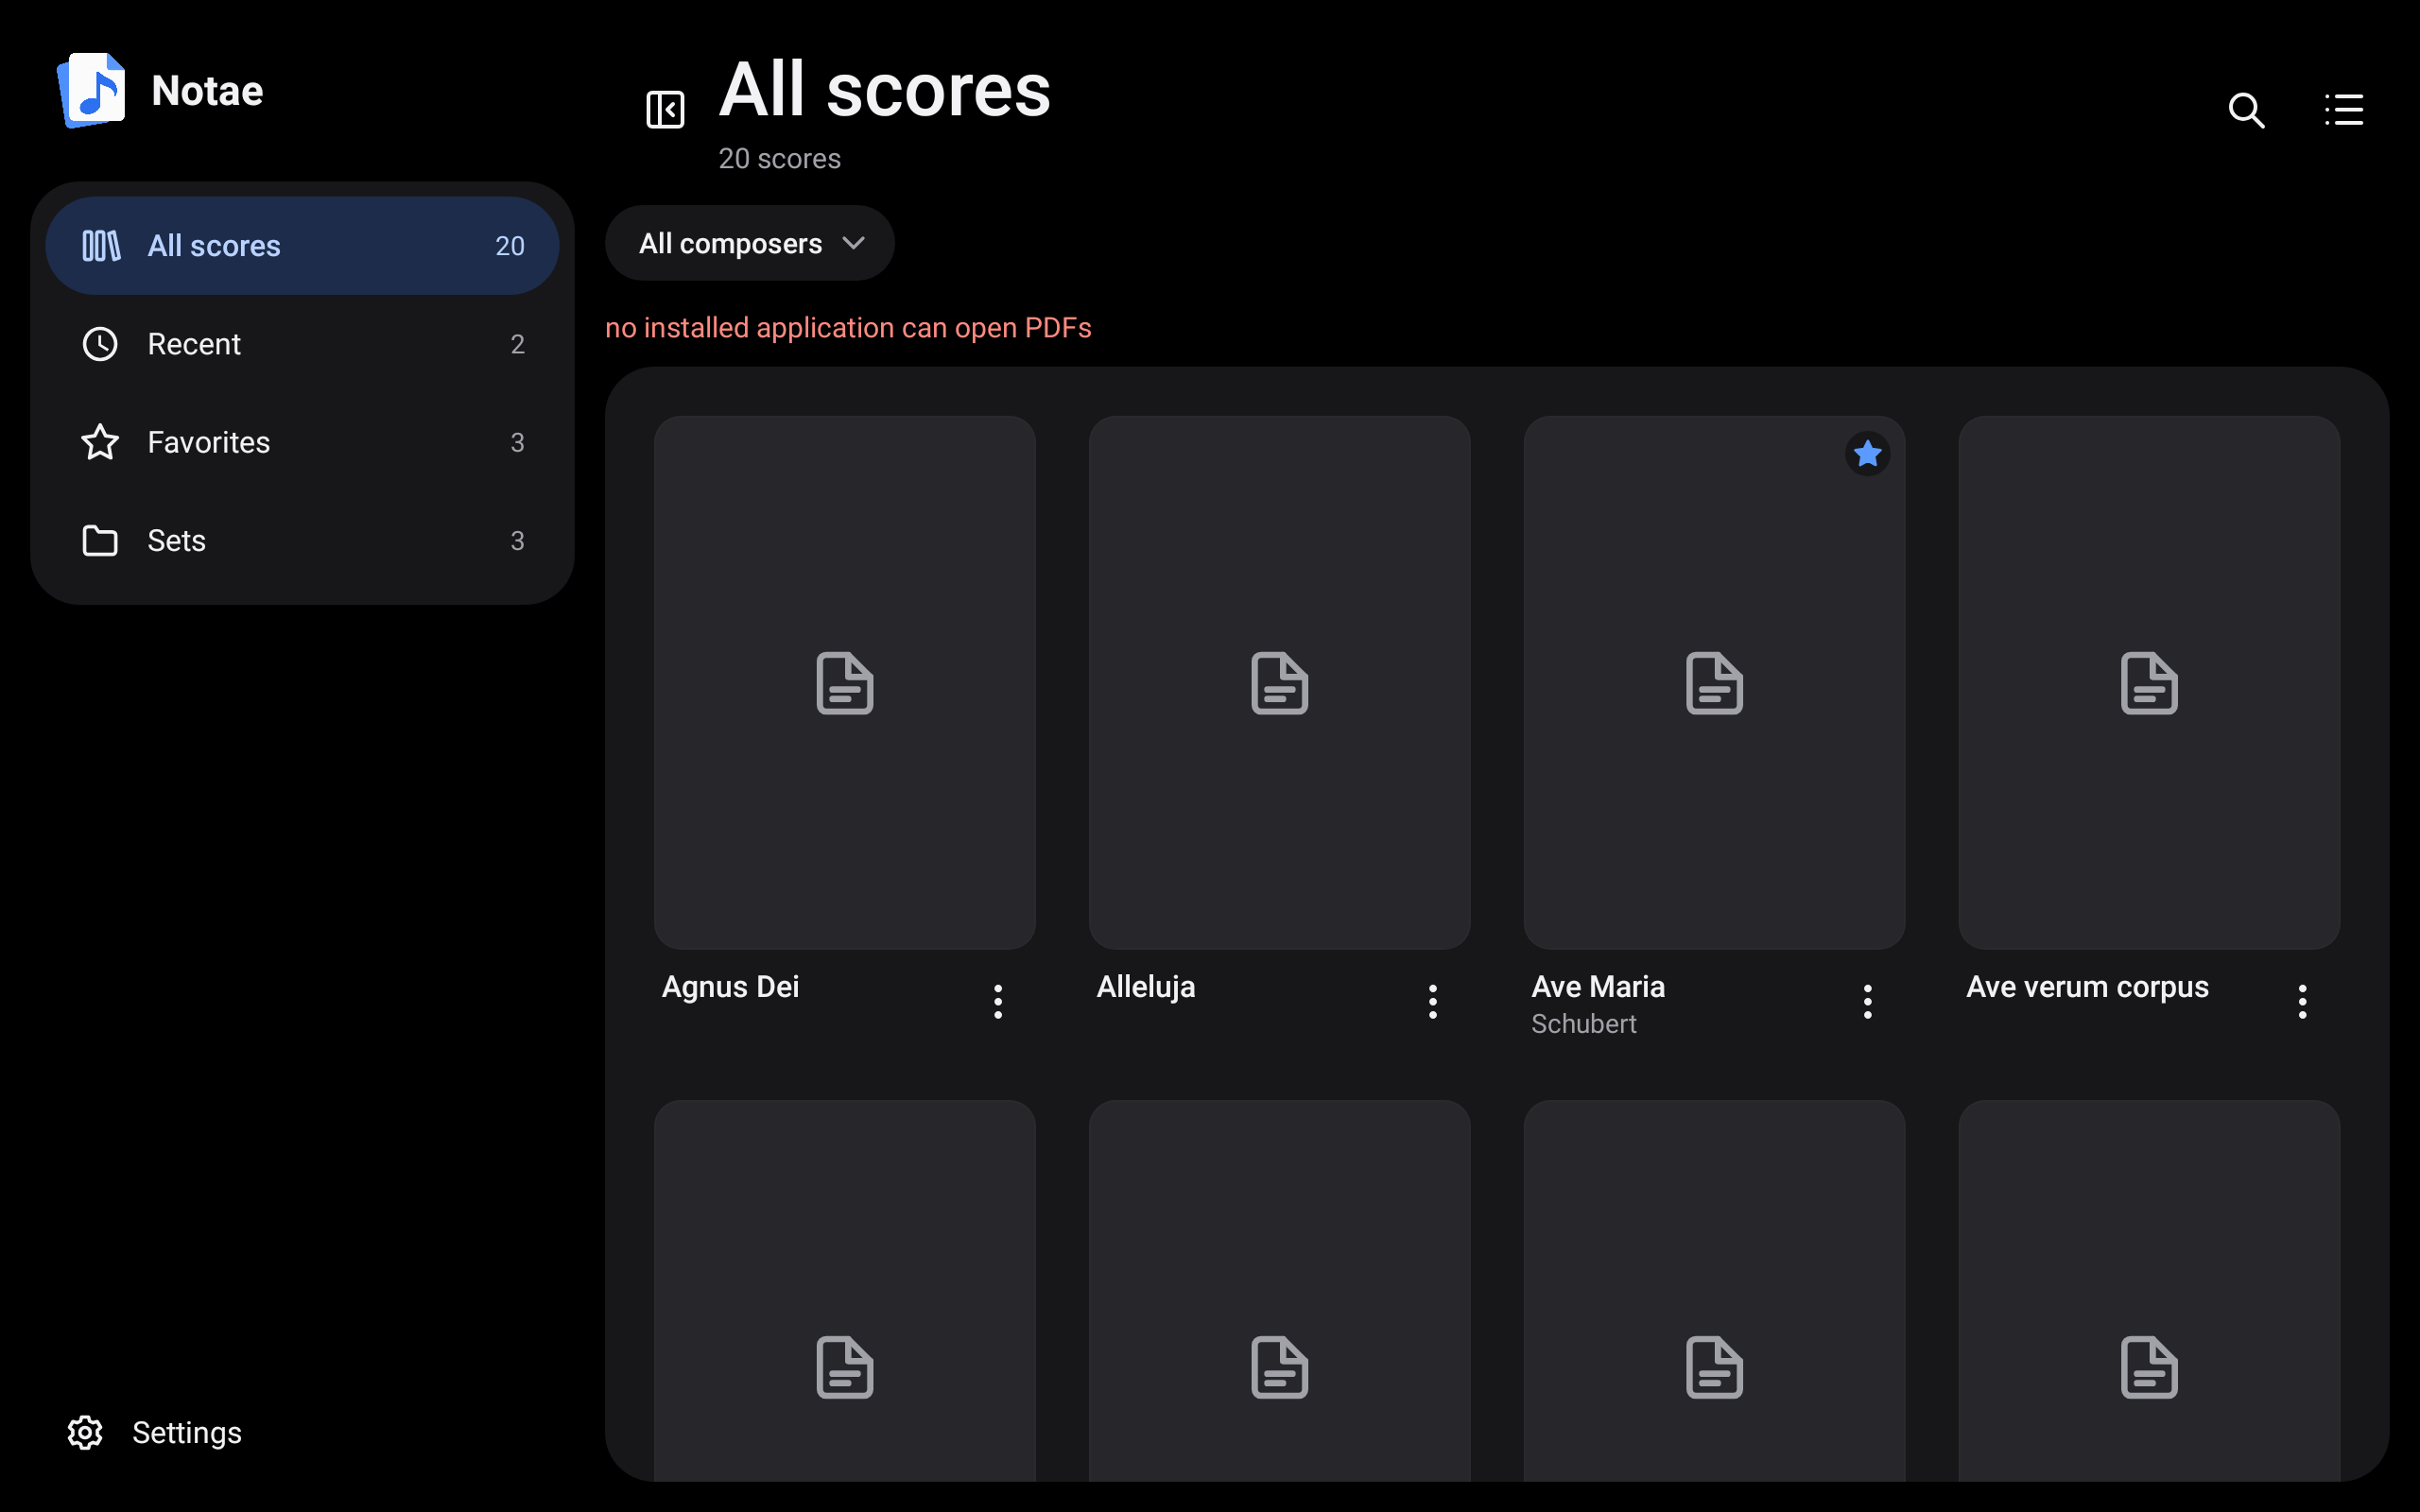 Notae
All scores
20 scores
All scores 20
Recent 2
Favorites 3
Sets 3
All composers
no installed application can open PDFs
Agnus Dei
Alleluja
Ave Maria
Schubert
Ave verum corpus
Settings